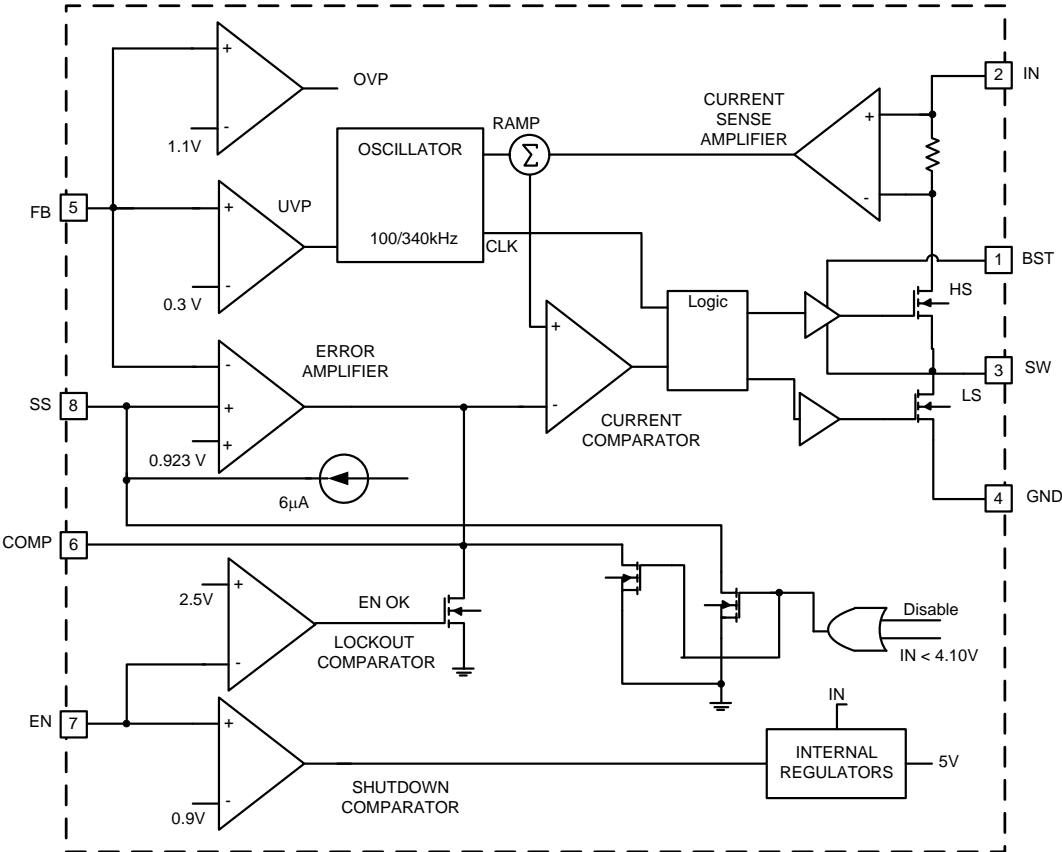 OVP
1.1V
+
-
RAMP
Σ
CURRENT
SENSE
AMPLIFIER
+
-
2
IN
OSCILLATOR
100/340kHz
CLK
FB
5
UVP
+
-
0.3 V
1
BST
HS
Logic
3
SW
LS
ERROR
AMPLIFIER
-
+
+
0.923 V
SS
8
+
-
CURRENT
COMPARATOR
6µA
4
GND
COMP
6
2.5V
+
-
EN OK
LOCKOUT
COMPARATOR
Disable
IN < 4.10V
EN
7
+
-
0.9V
SHUTDOWN
COMPARATOR
IN
INTERNAL
REGULATORS
5V